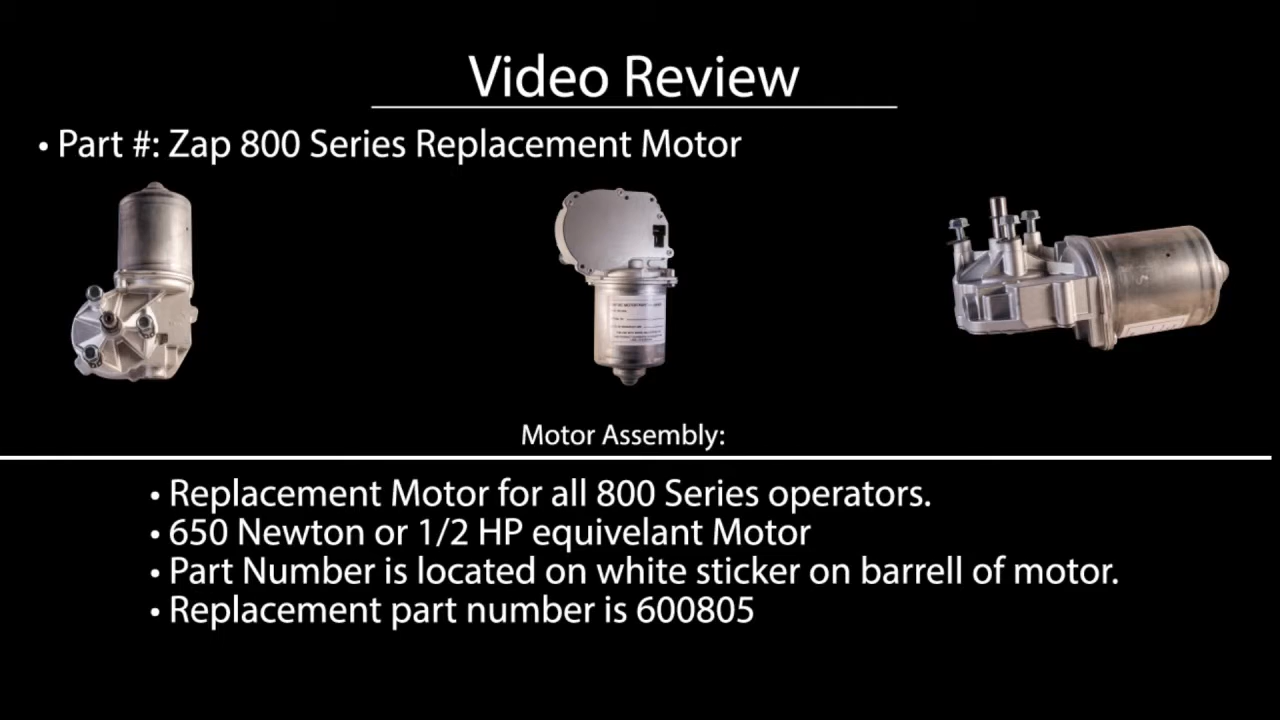 Video Review
• Part #: Zap 800 Series Replacement Motor
Motor Assembly:
• Replacement Motor for all 800 Series operators.
• 650 Newton or 1/2 HP equivelant Motor
• Part Number is located on white sticker on barrell of motor.
• Replacement part number is 600805